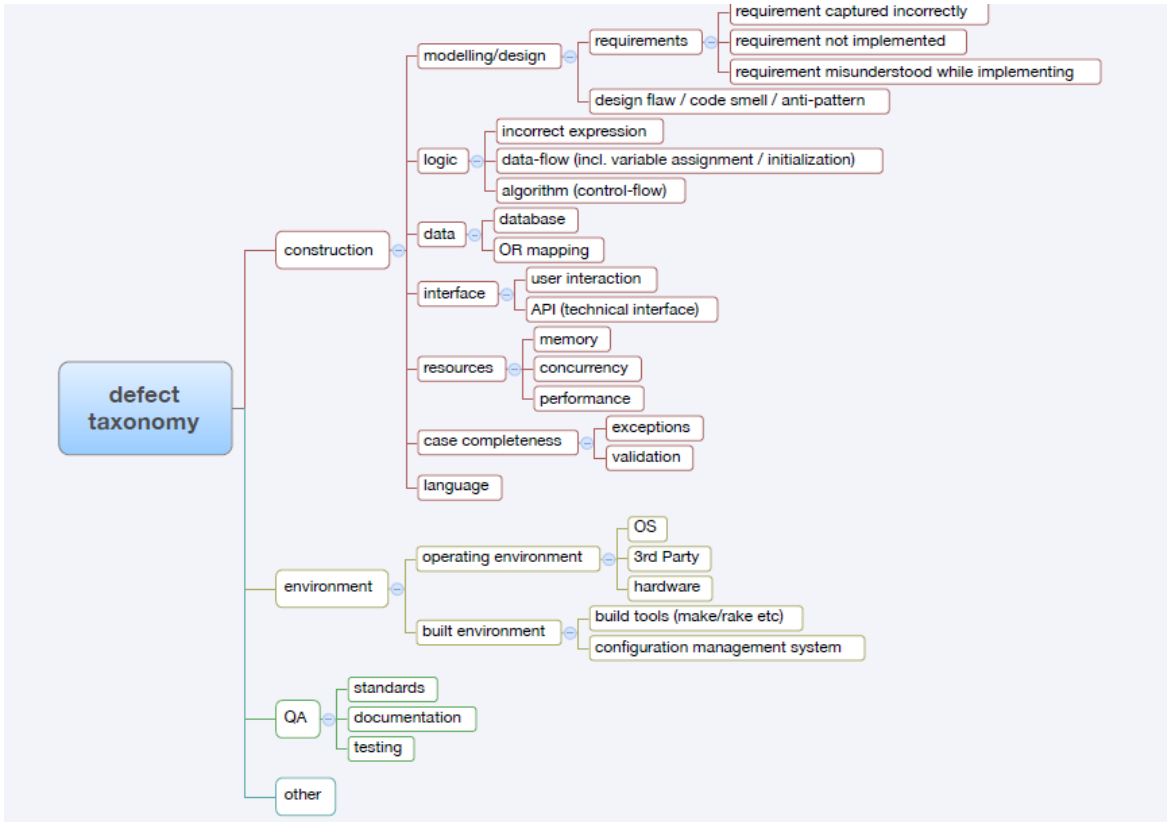 requirement captured incorrectly
requirements
requirement not implemented
modelling/design
requirement misunderstood while implementing
design flaw / code smell / anti-pattern
incorrect expression
logic
data-flow (incl. variable assignment / initialization)
algorithm (control-flow)
database
data
OR mapping
construction
user interaction
interface
API (technical interface)
memory
resources
concurrency
performance
defect
taxonomy
exceptions
case completeness
validation
language
OS
operating environment
3rd Party
hardware
environment
build tools (make/rake etc)
built environment
configuration management system
standards
QA
documentation
testing
other